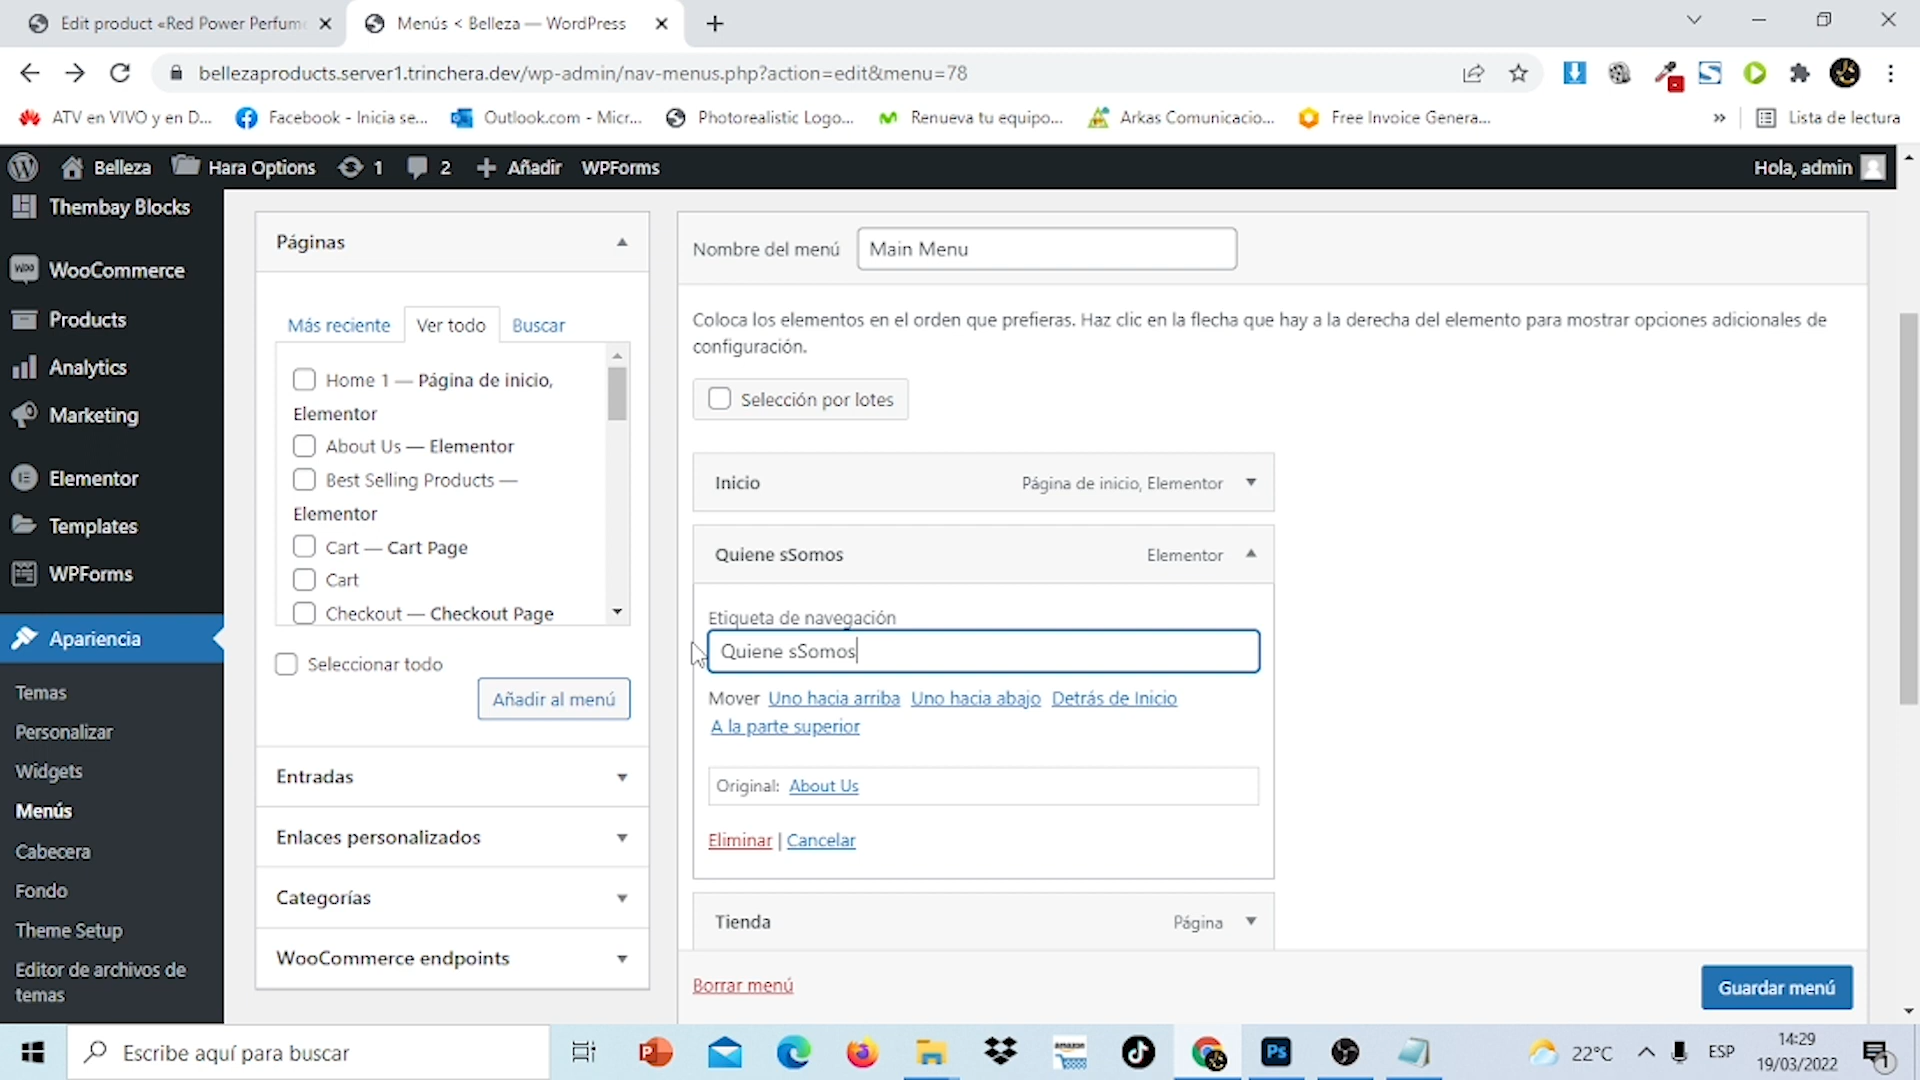 Edit product «Red Power Perfum
Menús < Belleza — WordPress
bellezaproducts.server1.trinchera.dev/wp-admin/nav-menus.php?action=edit&menu=78
ATV en VIVO y en D...
Facebook - Inicia se...
Outlook.com - Micr...
Photorealistic Logo...
Renueva tu equipo...
Arkas Comunicacio...
Free Invoice Genera...
»
Lista de lectura
Belleza
Hara Options
1
2
Añadir
WPForms
Hola, admin
Thembay Blocks
WooCommerce
Products
Analytics
Marketing
Elementor
Templates
WPForms
Apariencia
Temas
Personalizar
Widgets
Menús
Cabecera
Fondo
Theme Setup
Editor de archivos de
temas
Páginas
Más reciente
Ver todo
Buscar
Home 1 — Página de inicio,
Elementor
About Us — Elementor
Best Selling Products —
Elementor
Cart — Cart Page
Cart
Checkout — Checkout Page
Seleccionar todo
Añadir al menú
Entradas
Enlaces personalizados
Categorías
WooCommerce endpoints
Nombre del menú
Main Menu
Coloca los elementos en el orden que prefieras. Haz clic en la flecha que hay a la derecha del elemento para mostrar opciones adicionales de
configuración.
Selección por lotes
Inicio
Página de inicio, Elementor
Quiene sSomos
Elementor
Etiqueta de navegación
Quiene sSomos
Mover Uno hacia arriba Uno hacia abajo Detrás de Inicio
A la parte superior
Original: About Us
Eliminar | Cancelar
Tienda
Página
Borrar menú
Guardar menú
Escribe aquí para buscar
amazon
Ps
22°C
ESP
14:29
19/03/2022
1